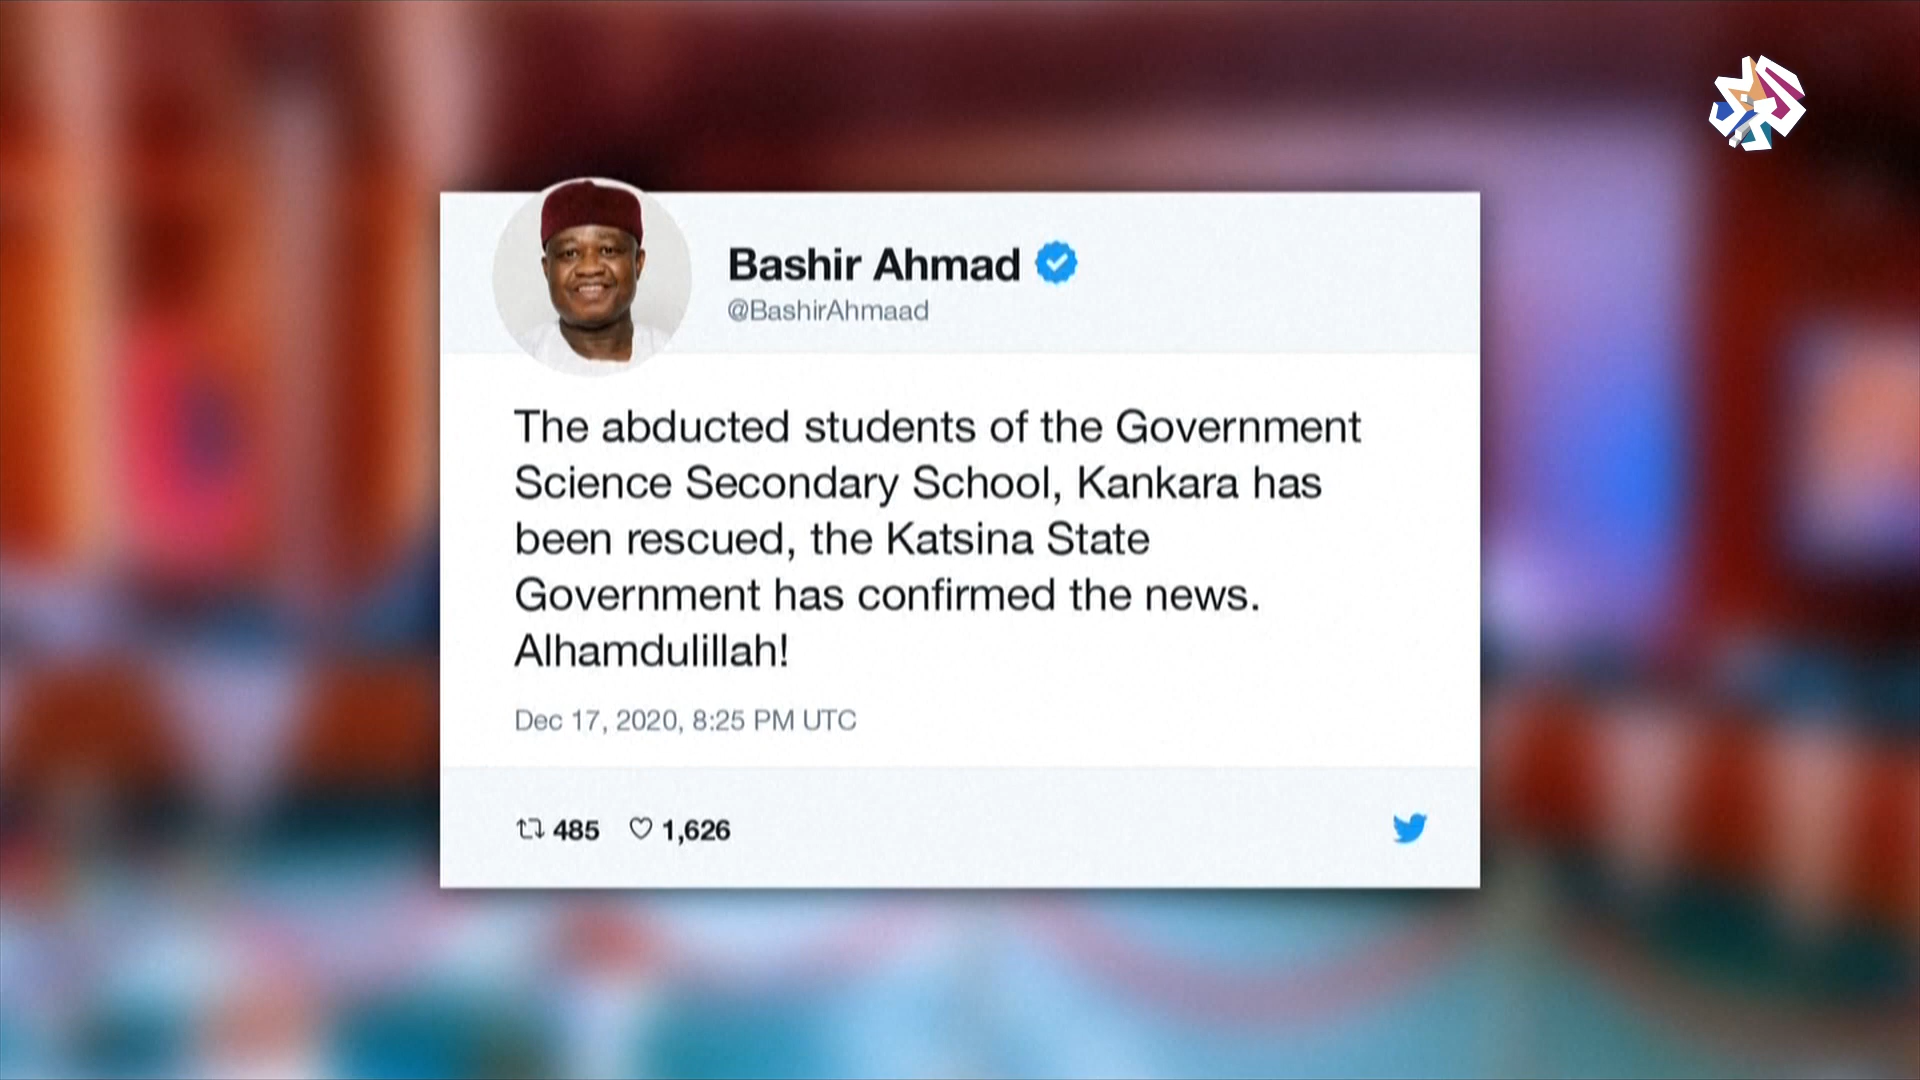 Bashir Ahmad
@BashirAhmaad
The abducted students of the Government
Science Secondary School, Kankara has
been rescued, the Katsina State
Government has confirmed the news.
Alhamdulillah!
Dec 17, 2020, 8:25 PM UTC
485 1,626